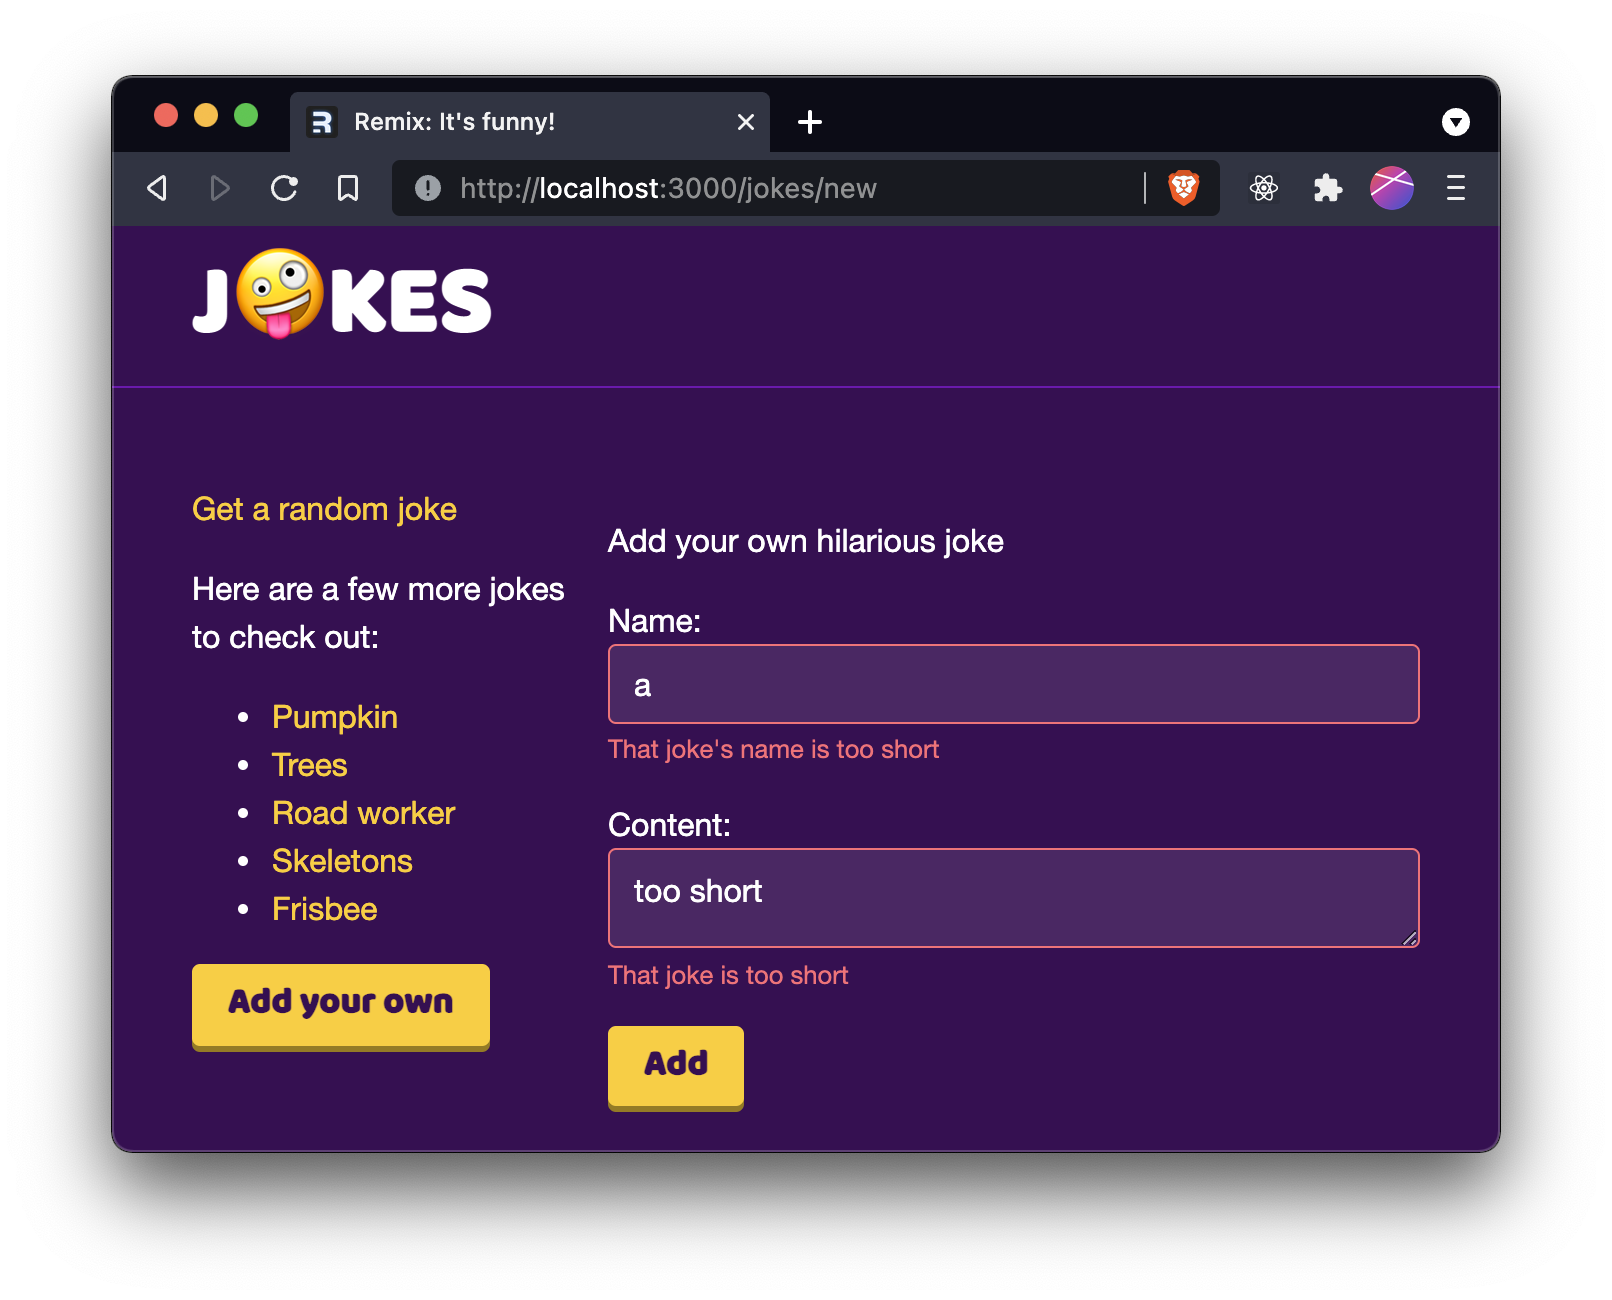 Remix: It's funny!
http://localhost:3000/jokes/new
J🤪KES
Get a random joke
Here are a few more jokes
to check out:
Pumpkin
Trees
Road worker
Skeletons
Frisbee
Add your own
Add your own hilarious joke
Name:
a
That joke's name is too short
Content:
too short
That joke is too short
Add